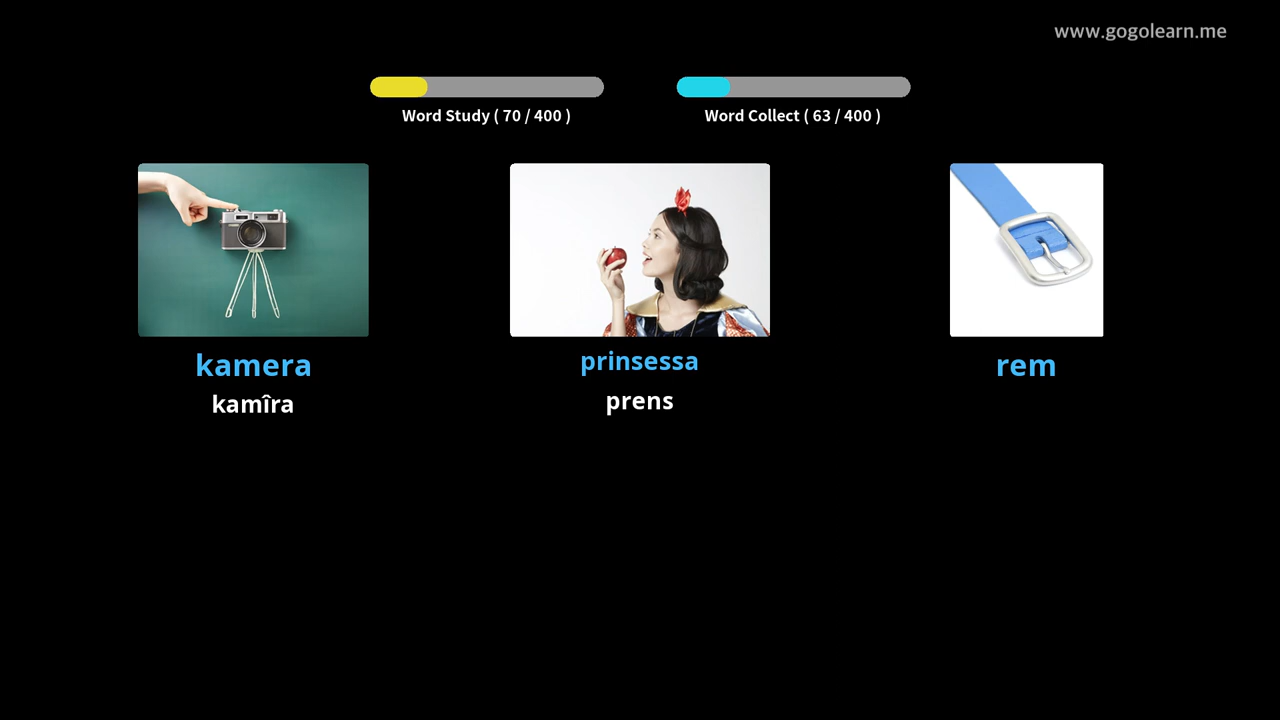 www.gogolearn.me
Word Study ( 70 / 400 )
Word Collect ( 63 / 400 )
kamera
kamîra
prinsessa
prens
rem